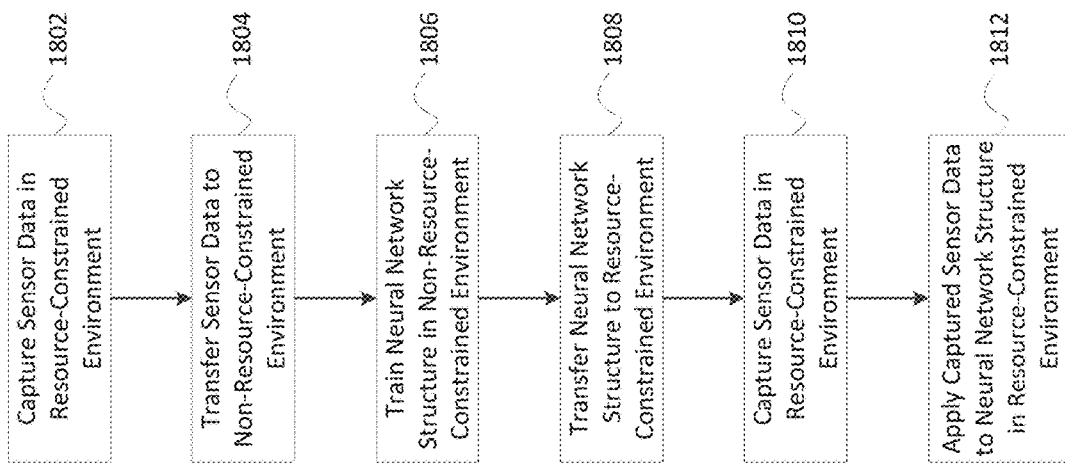 Capture Sensor Data in
Resource-Constrained
Environment
1802
Transfer Sensor Data to
Non-Resource-Constrained
Environment
1804
Train Neural Network
Structure in Non-Resource-
Constrained Environment
1806
Transfer Neural Network
Structure to Resource-
Constrained Environment
1808
Capture Sensor Data in
Resource-Constrained
Environment
1810
Apply Captured Sensor Data
to Neural Network Structure
in Resource-Constrained
Environment
1812